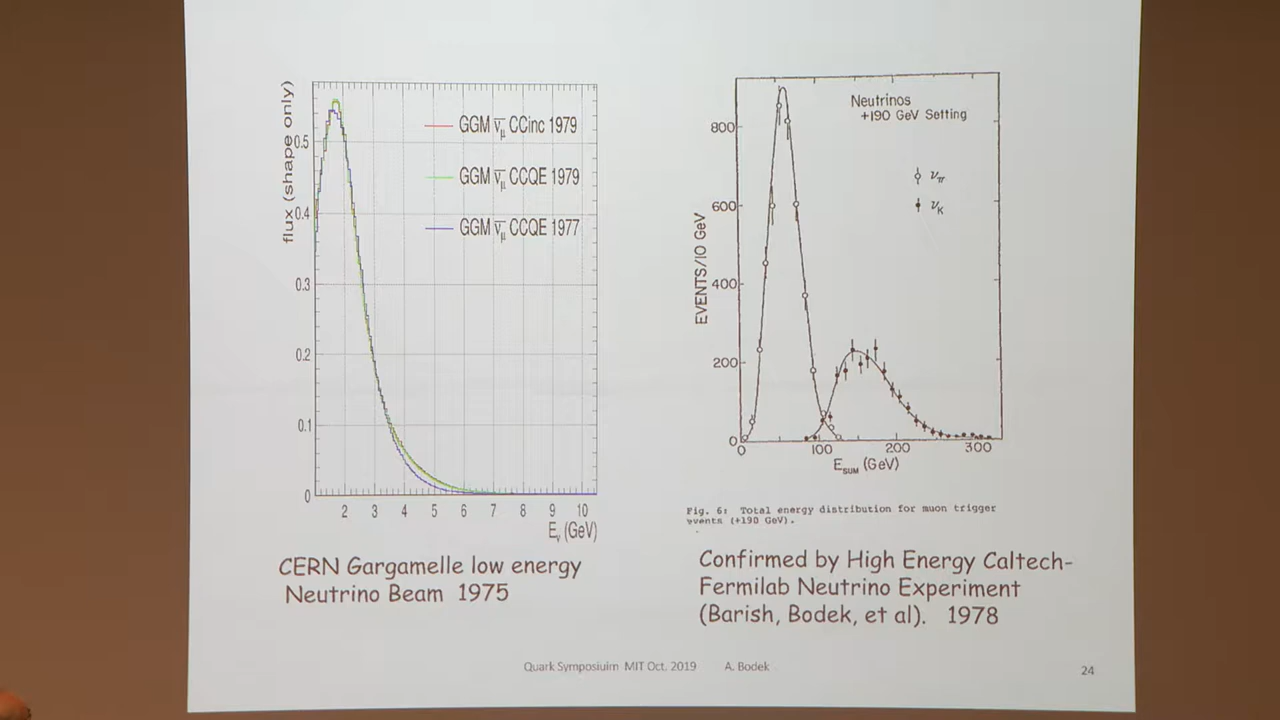 flux (shape only)
0.5
0.4
0.3
0.2
0.1
0
GGM ν̅μ CCinc 1979
GGM ν̅μ CCQE 1979
GGM ν̅μ CCQE 1977
2 3 4 5 6 7 8 9 10
Eν (GeV)
CERN Gargamelle low energy
Neutrino Beam 1975
EVENTS/10 GeV
800
600
400
200
0
Neutrinos
+190 GeV Setting
νπ
νK
0 100 200 300
ESUM (GeV)
Fig. 6: Total energy distribution for muon trigger
events (+190 GeV).
Confirmed by High Energy Caltech-
Fermilab Neutrino Experiment
(Barish, Bodek, et al). 1978
Quark Symposiuim MIT Oct. 2019 A. Bodek
24